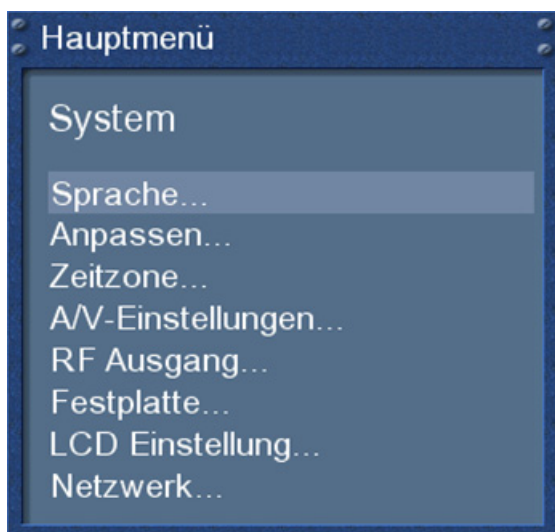 Hauptmenü
System
Sprache...
Anpassen...
Zeitzone...
A/V-Einstellungen...
RF Ausgang...
Festplatte...
LCD Einstellung...
Netzwerk...